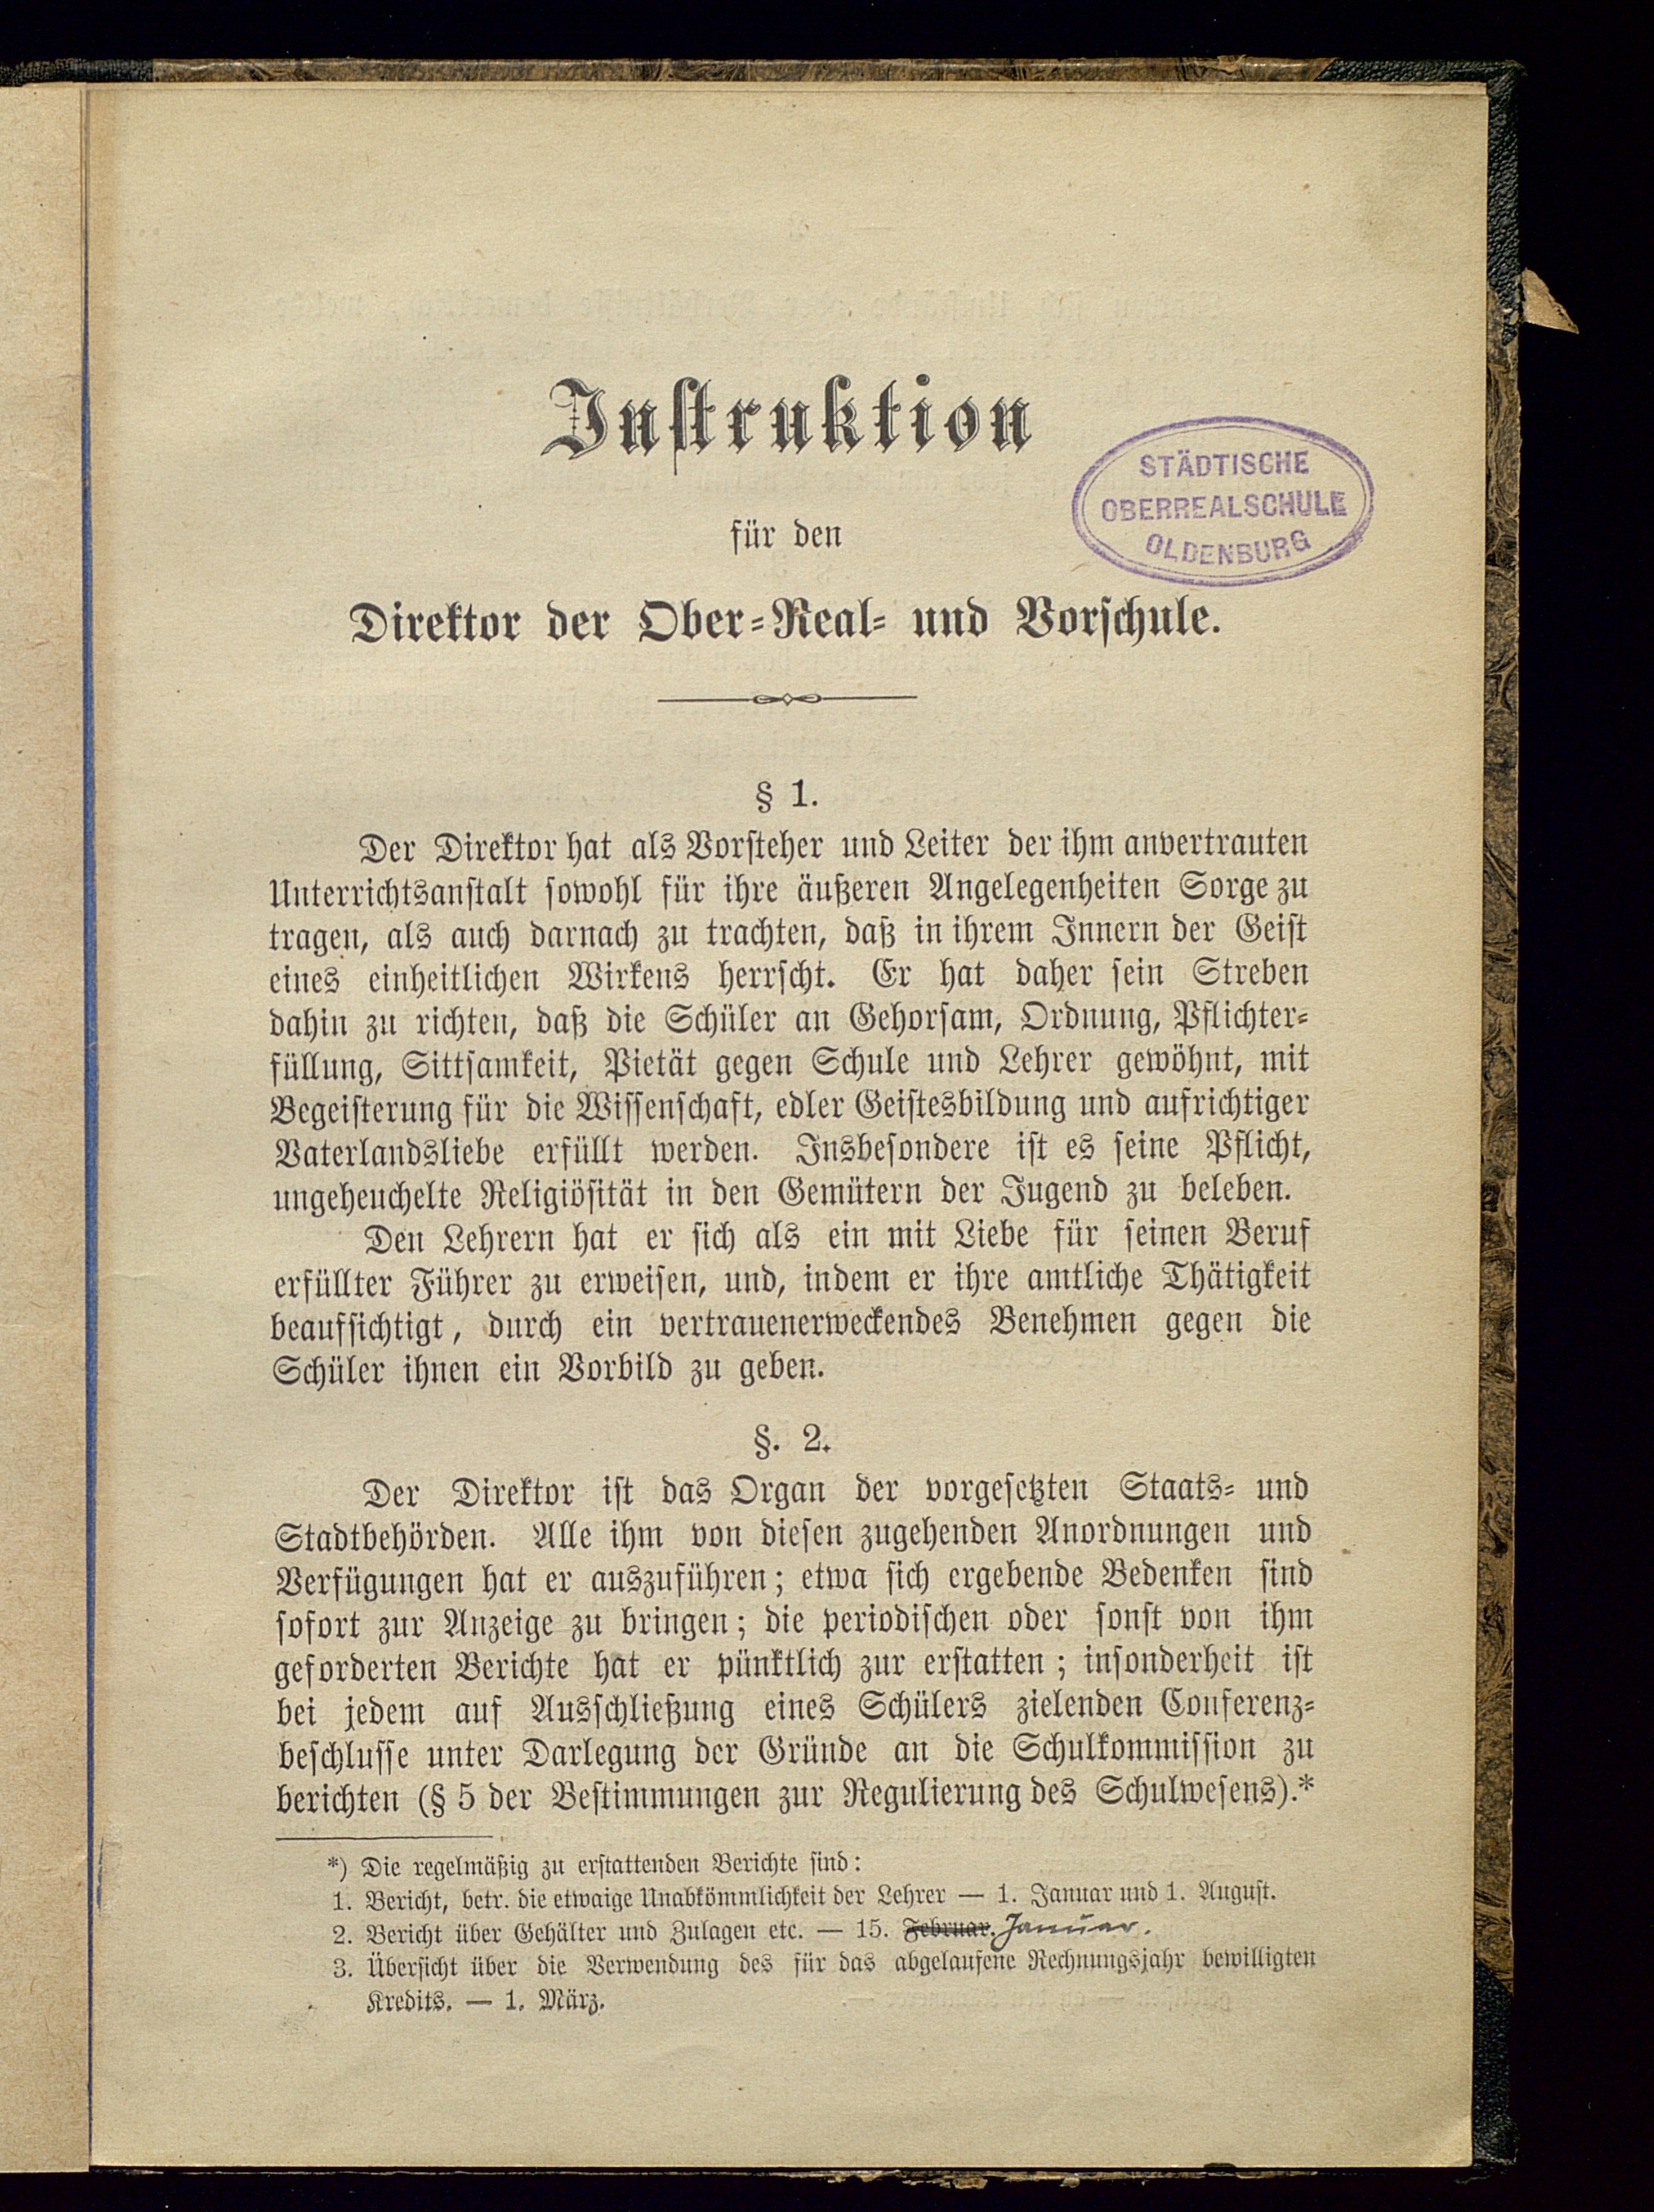 Instruktion
STÄDTISCHE
OBERREALSCHULE
OLDENBURG
für den
Direktor der Ober-Real- und Vorschule.
§ 1.
Der Direktor hat als Vorsteher und Leiter der ihm anvertrauten
Unterrichtsanstalt sowohl für ihre äußeren Angelegenheiten Sorge zu
tragen, als auch darnach zu trachten, daß in ihrem Innern der Geist
eines einheitlichen Wirkens herrscht. Er hat daher sein Streben
dahin zu richten, daß die Schüler an Gehorsam, Ordnung, Pflichter-
füllung, Sittsamkeit, Pietät gegen Schule und Lehrer gewöhnt, mit
Begeisterung für die Wissenschaft, edler Geistesbildung und aufrichtiger
Vaterlandsliebe erfüllt werden. Insbesondere ist es seine Pflicht,
ungeheuchelte Religiösität in den Gemütern der Jugend zu beleben.
Den Lehrern hat er sich als ein mit Liebe für seinen Beruf
erfüllter Führer zu erweisen, und, indem er ihre amtliche Thätigkeit
beaufsichtigt, durch ein vertrauenerweckendes Benehmen gegen die
Schüler ihnen ein Vorbild zu geben.
§. 2.
Der Direktor ist das Organ der vorgesetzten Staats- und
Stadtbehörden. Alle ihm von diesen zugehenden Anordnungen und
Verfügungen hat er auszuführen; etwa sich ergebende Bedenken sind
sofort zur Anzeige zu bringen; die periodischen oder sonst von ihm
geforderten Berichte hat er pünktlich zur erstatten; insonderheit ist
bei jedem auf Ausschließung eines Schülers zielenden Conferenz-
beschlusse unter Darlegung der Gründe an die Schulkommission zu
berichten (§ 5 der Bestimmungen zur Regulierung des Schulwesens).*
*) Die regelmäßig zu erstattenden Berichte sind:
1. Bericht, betr. die etwaige Unabkömmlichkeit der Lehrer — 1. Januar und 1. August.
2. Bericht über Gehälter und Zulagen etc. — 15. Februar. Januar.
3. Übersicht über die Verwendung des für das abgelaufene Rechnungsjahr bewilligten
Kredits. — 1. März.